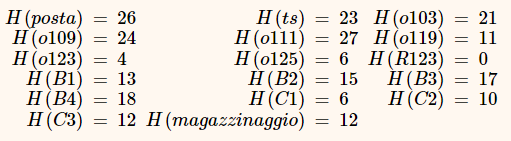 H(posta) = 26 H(ts) = 23 H(o103) = 21
H(o109) = 24 H(o111) = 27 H(o119) = 11
H(o123) = 4 H(o125) = 6 H(R123) = 0
H(B1) = 13 H(B2) = 15 H(B3) = 17
H(B4) = 18 H(C1) = 6 H(C2) = 10
H(C3) = 12 H(magazzinaggio) = 12